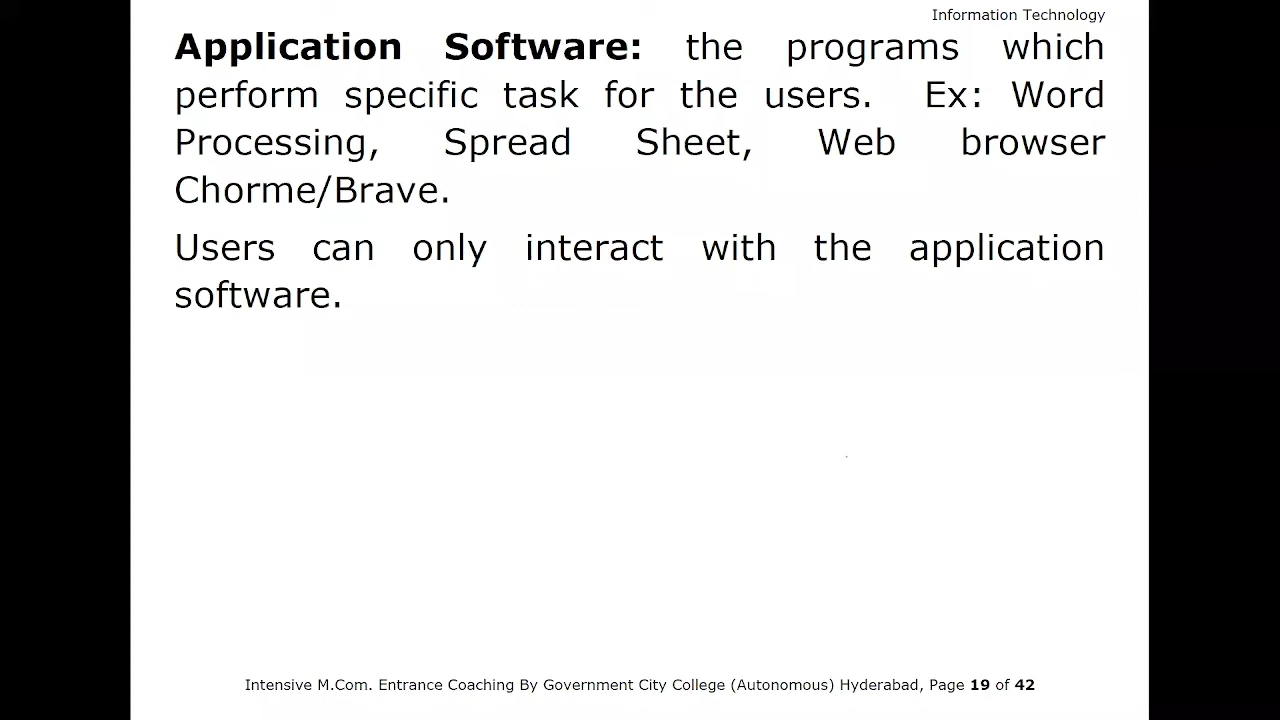 Information Technology
Application Software: the programs which
perform specific task for the users. Ex: Word
Processing, Spread Sheet, Web browser
Chorme/Brave.
Users can only interact with the application
software.
Intensive M.Com. Entrance Coaching By Government City College (Autonomous) Hyderabad, Page 19 of 42